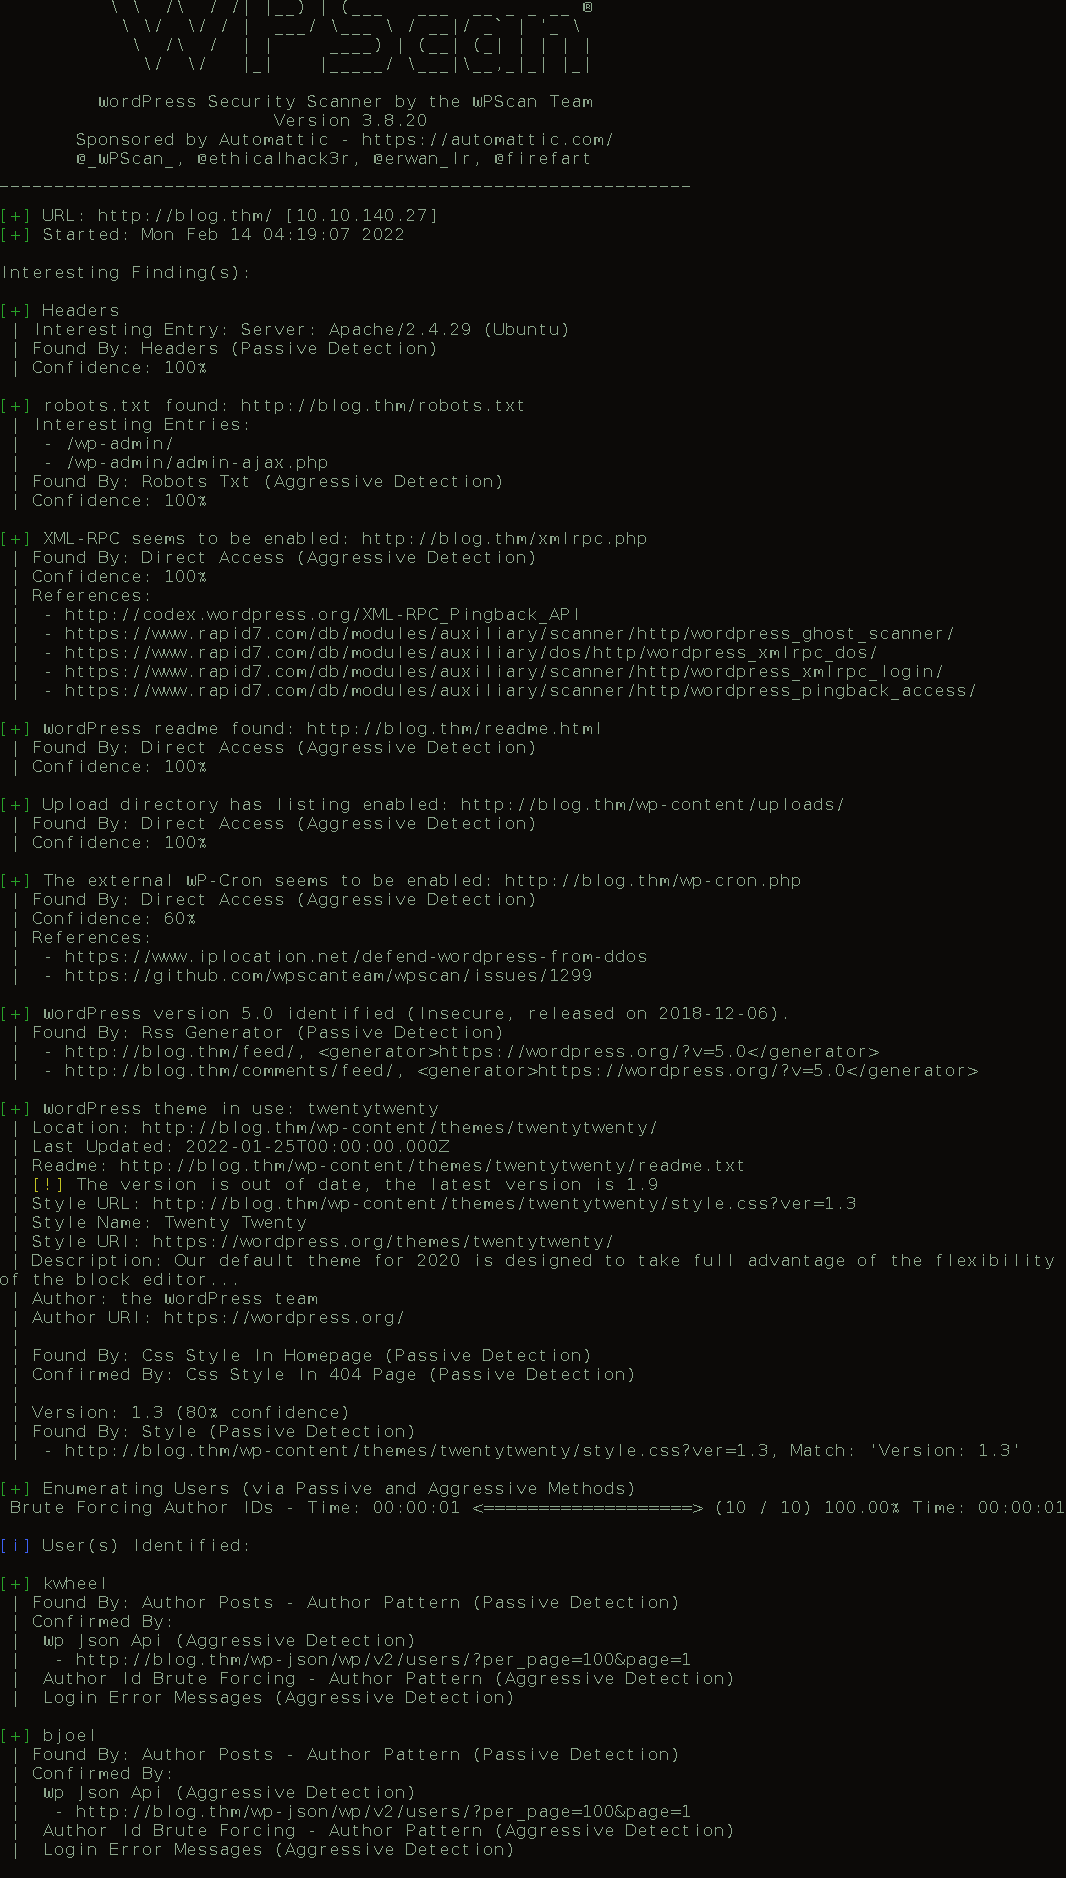 WordPress Security Scanner by the WPScan Team
Version 3.8.20
Sponsored by Automattic - https://automattic.com/
@_WPScan_, @ethicalhack3r, @erwan_lr, @firefart
_______________________________________________________________
[+] URL: http://blog.thm/ [10.10.140.27]
[+] Started: Mon Feb 14 04:19:07 2022
Interesting Finding(s):
[+] Headers
| Interesting Entry: Server: Apache/2.4.29 (Ubuntu)
| Found By: Headers (Passive Detection)
| Confidence: 100%
[+] robots.txt found: http://blog.thm/robots.txt
| Interesting Entries:
|  - /wp-admin/
|  - /wp-admin/admin-ajax.php
| Found By: Robots Txt (Aggressive Detection)
| Confidence: 100%
[+] XML-RPC seems to be enabled: http://blog.thm/xmlrpc.php
| Found By: Direct Access (Aggressive Detection)
| Confidence: 100%
| References:
|  - http://codex.wordpress.org/XML-RPC_Pingback_API
|  - https://www.rapid7.com/db/modules/auxiliary/scanner/http/wordpress_ghost_scanner/
|  - https://www.rapid7.com/db/modules/auxiliary/dos/http/wordpress_xmlrpc_dos/
|  - https://www.rapid7.com/db/modules/auxiliary/scanner/http/wordpress_xmlrpc_login/
|  - https://www.rapid7.com/db/modules/auxiliary/scanner/http/wordpress_pingback_access/
[+] WordPress readme found: http://blog.thm/readme.html
| Found By: Direct Access (Aggressive Detection)
| Confidence: 100%
[+] Upload directory has listing enabled: http://blog.thm/wp-content/uploads/
| Found By: Direct Access (Aggressive Detection)
| Confidence: 100%
[+] The external WP-Cron seems to be enabled: http://blog.thm/wp-cron.php
| Found By: Direct Access (Aggressive Detection)
| Confidence: 60%
| References:
|  - https://www.iplocation.net/defend-wordpress-from-ddos
|  - https://github.com/wpscanteam/wpscan/issues/1299
[+] WordPress version 5.0 identified (Insecure, released on 2018-12-06).
| Found By: Rss Generator (Passive Detection)
|  - http://blog.thm/feed/, <generator>https://wordpress.org/?v=5.0</generator>
|  - http://blog.thm/comments/feed/, <generator>https://wordpress.org/?v=5.0</generator>
[+] WordPress theme in use: twentytwenty
| Location: http://blog.thm/wp-content/themes/twentytwenty/
| Last Updated: 2022-01-25T00:00:00.000Z
| Readme: http://blog.thm/wp-content/themes/twentytwenty/readme.txt
| [!] The version is out of date, the latest version is 1.9
| Style URL: http://blog.thm/wp-content/themes/twentytwenty/style.css?ver=1.3
| Style Name: Twenty Twenty
| Style URI: https://wordpress.org/themes/twentytwenty/
| Description: Our default theme for 2020 is designed to take full advantage of the flexibility
of the block editor...
| Author: the WordPress team
| Author URI: https://wordpress.org/
|
| Found By: Css Style In Homepage (Passive Detection)
| Confirmed By: Css Style In 404 Page (Passive Detection)
|
| Version: 1.3 (80% confidence)
| Found By: Style (Passive Detection)
|  - http://blog.thm/wp-content/themes/twentytwenty/style.css?ver=1.3, Match: 'Version: 1.3'
[+] Enumerating Users (via Passive and Aggressive Methods)
Brute Forcing Author IDs - Time: 00:00:01 <===================> (10 / 10) 100.00% Time: 00:00:01
[i] User(s) Identified:
[+] kwheel
| Found By: Author Posts - Author Pattern (Passive Detection)
| Confirmed By:
|  Wp Json Api (Aggressive Detection)
|   - http://blog.thm/wp-json/wp/v2/users/?per_page=100&page=1
|  Author Id Brute Forcing - Author Pattern (Aggressive Detection)
|  Login Error Messages (Aggressive Detection)
[+] bjoel
| Found By: Author Posts - Author Pattern (Passive Detection)
| Confirmed By:
|  Wp Json Api (Aggressive Detection)
|   - http://blog.thm/wp-json/wp/v2/users/?per_page=100&page=1
|  Author Id Brute Forcing - Author Pattern (Aggressive Detection)
|  Login Error Messages (Aggressive Detection)